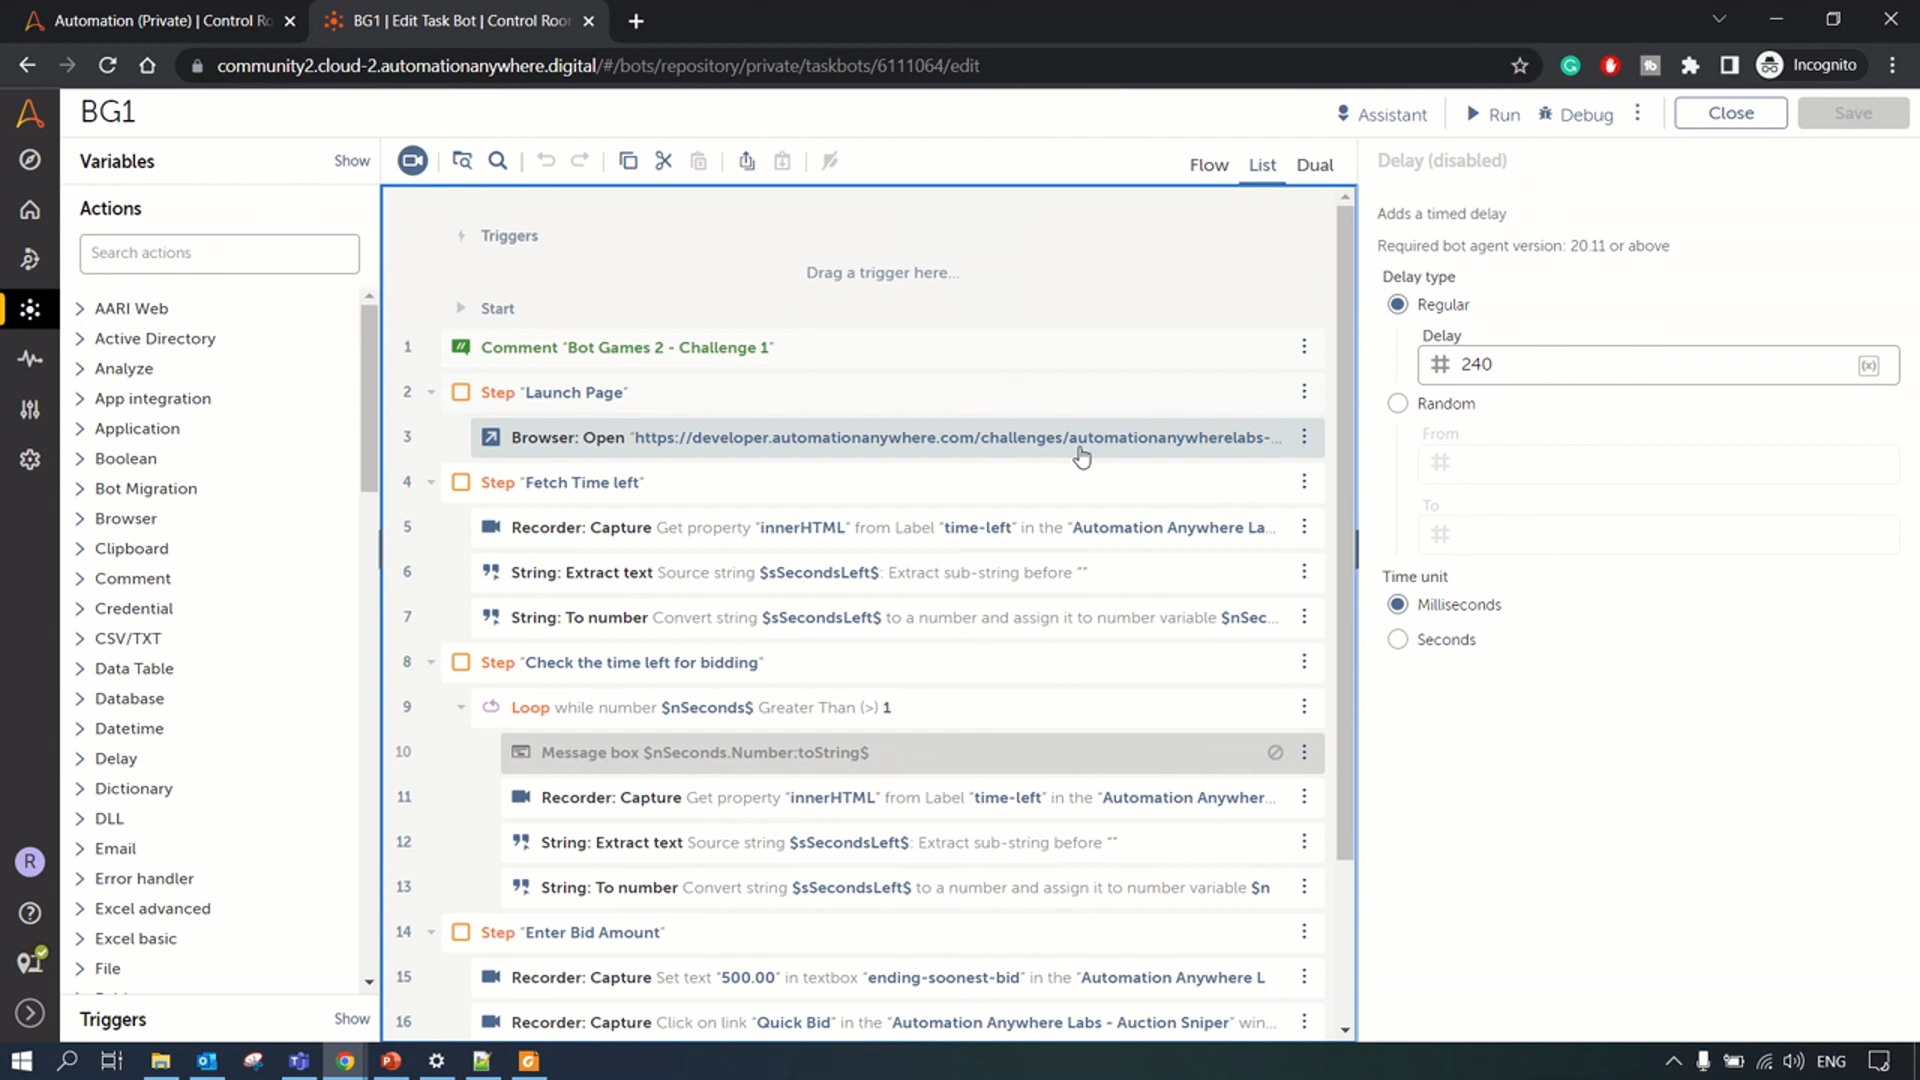 Automation (Private) | Control Ro
BG1 | Edit Task Bot | Control Room
community2.cloud-2.automationanywhere.digital/#/bots/repository/private/taskbots/6111064/edit
Incognito
BG1
Assistant
Run
Debug
Close
Save
Variables
Show
Flow
List
Dual
Delay (disabled)
Actions
Search actions
AARI Web
Active Directory
Analyze
App integration
Application
Boolean
Bot Migration
Browser
Clipboard
Comment
Credential
CSV/TXT
Data Table
Database
Datetime
Delay
Dictionary
DLL
Email
Error handler
Excel advanced
Excel basic
File
Triggers
Show
R
Triggers
Drag a trigger here...
Start
1 Comment "Bot Games 2 - Challenge 1"
2 Step "Launch Page"
3 Browser: Open "https://developer.automationanywhere.com/challenges/automationanywherelabs-...
4 Step "Fetch Time left"
5 Recorder: Capture Get property "innerHTML" from Label "time-left" in the "Automation Anywhere La...
6 String: Extract text Source string $sSecondsLeft$: Extract sub-string before ""
7 String: To number Convert string $sSecondsLeft$ to a number and assign it to number variable $nSec...
8 Step "Check the time left for bidding"
9 Loop while number $nSeconds$ Greater Than (>) 1
10 Message box $nSeconds.Number:toString$
11 Recorder: Capture Get property "innerHTML" from Label "time-left" in the "Automation Anywher...
12 String: Extract text Source string $sSecondsLeft$: Extract sub-string before ""
13 String: To number Convert string $sSecondsLeft$ to a number and assign it to number variable $n
14 Step "Enter Bid Amount"
15 Recorder: Capture Set text "500.00" in textbox "ending-soonest-bid" in the "Automation Anywhere L
16 Recorder: Capture Click on link "Quick Bid" in the "Automation Anywhere Labs - Auction Sniper" win...
Adds a timed delay
Required bot agent version: 20.11 or above
Delay type
Regular
Delay
# 240
(x)
Random
From
#
To
#
Time unit
Milliseconds
Seconds
ENG